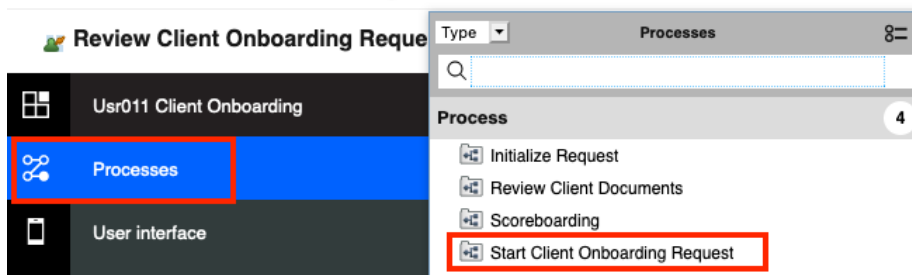 Review Client Onboarding Reque
Usr011 Client Onboarding
Processes
User interface
Type
Processes
Process
4
Initialize Request
Review Client Documents
Scoreboarding
Start Client Onboarding Request